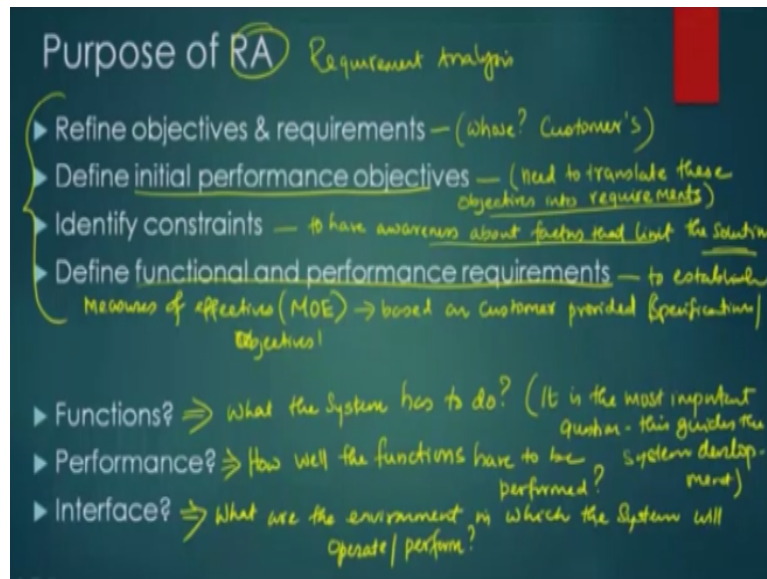 Purpose of RA Requirement Analysis
▶ Refine objectives & requirements — (whose? Customer's)
▶ Define initial performance objectives — (need to translate these
objectives into requirements)
▶ Identify constraints — to have awareness about factors that limit the solution
▶ Define functional and performance requirements — to establish
Measures of effectives (MOE) → based on customer provided specifications/
objectives!
▶ Functions? ⇒ What the System has to do? (It is the most important
question - this guides the
▶ Performance? ⇒ How well the functions have to be system develop-
performed? ment)
▶ Interface? ⇒ What are the environment in which the System will
operate/perform?